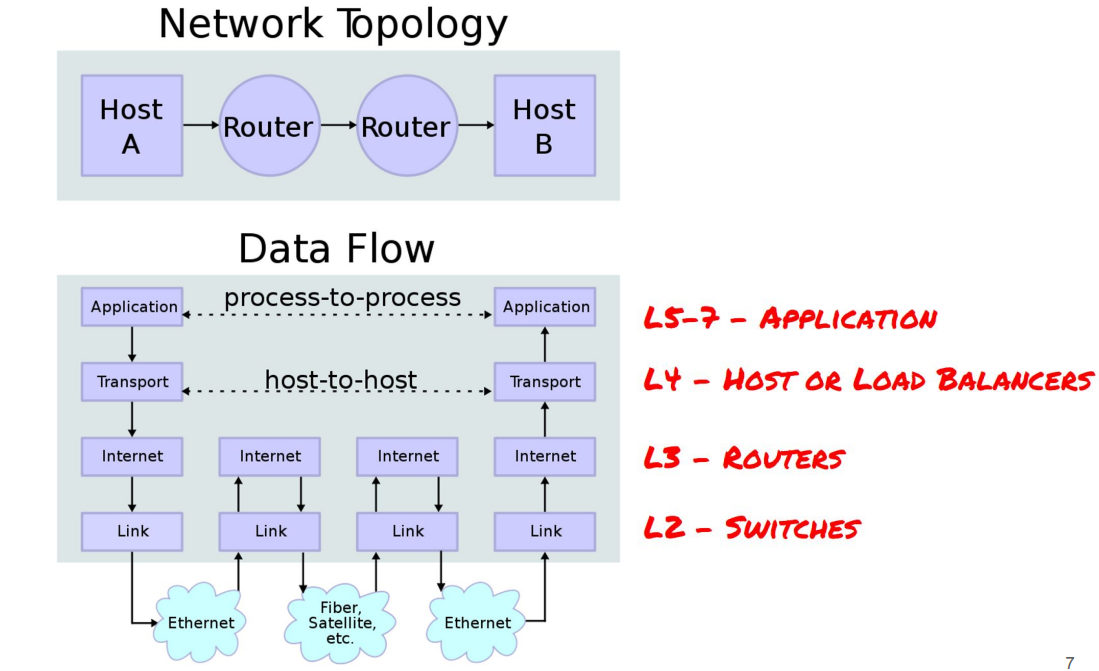 Network Topology
Host
A
Router
Router
Host
B
Data Flow
Application
process-to-process
Application
L5-7 - Application
Transport
host-to-host
Transport
L4 - Host or Load Balancers
Internet
Internet
Internet
Internet
L3 - Routers
Link
Link
Link
Link
L2 - Switches
Ethernet
Fiber,
Satellite,
etc.
Ethernet
7